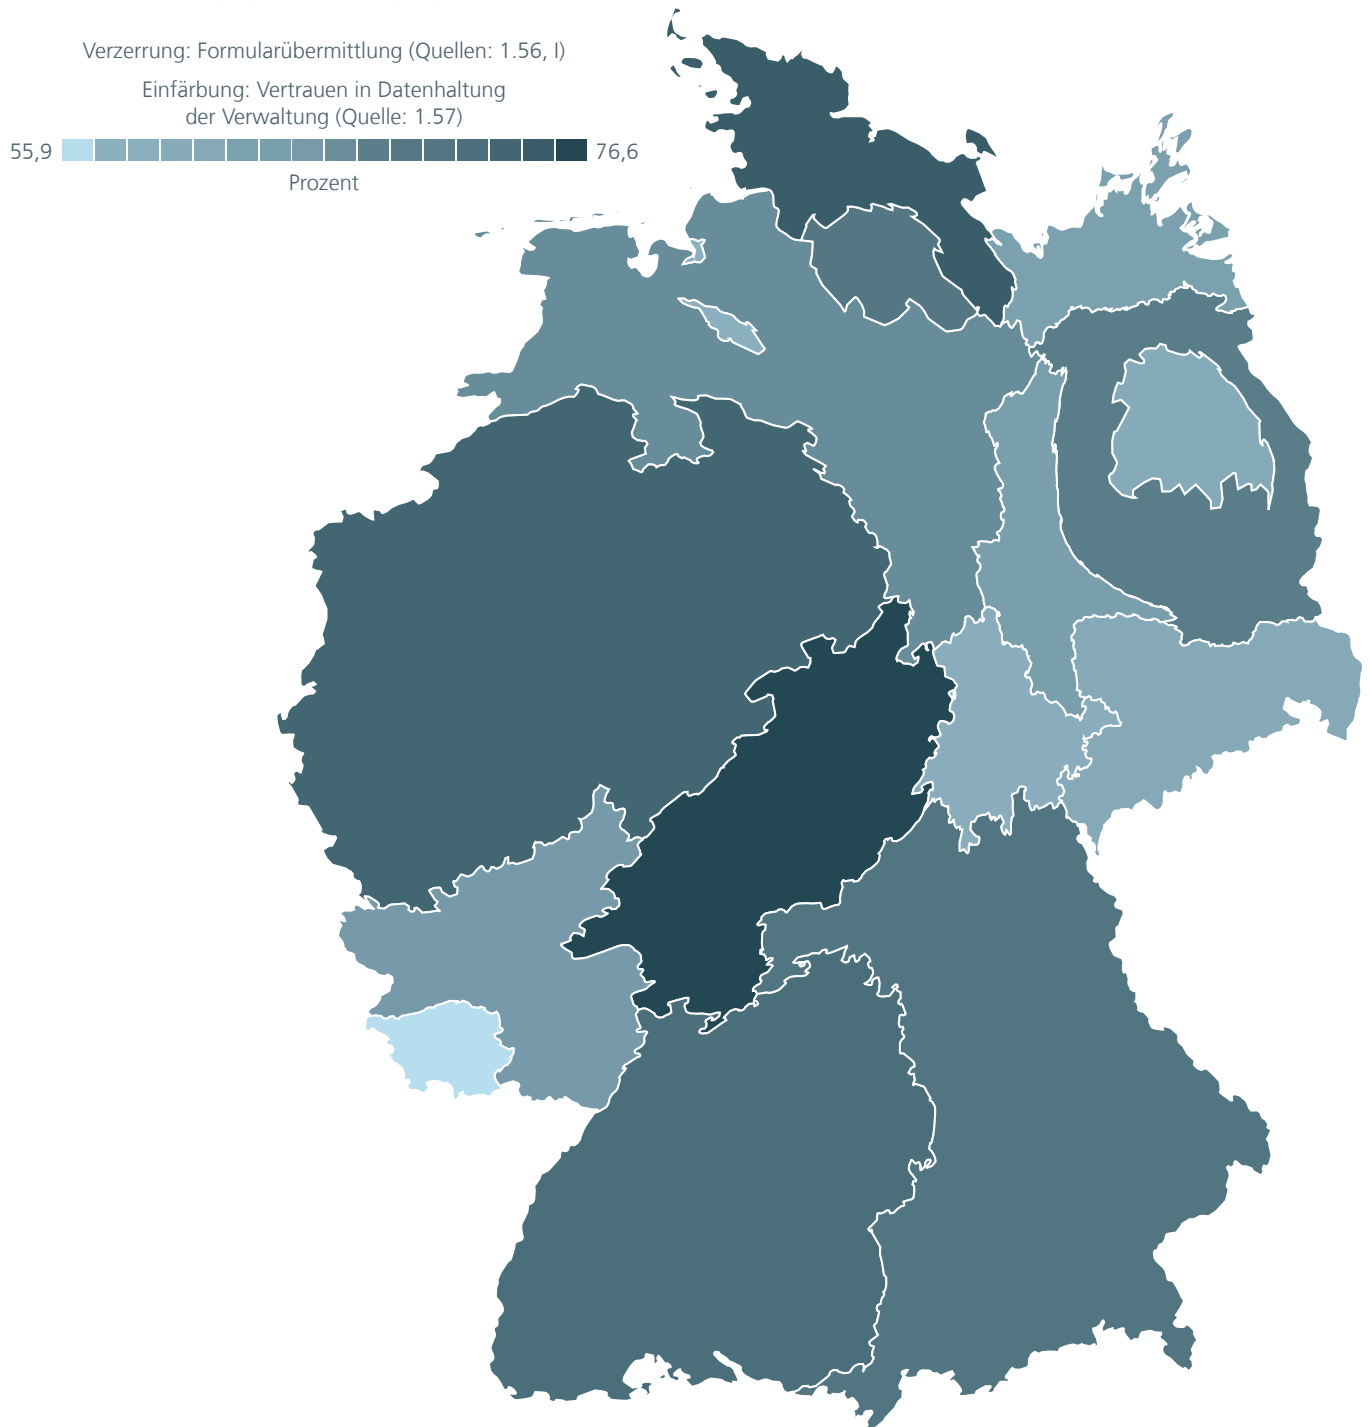 Verzerrung: Formularübermittlung (Quellen: 1.56, I)
Einfärbung: Vertrauen in Datenhaltung
der Verwaltung (Quelle: 1.57)
55,9 76,6
Prozent